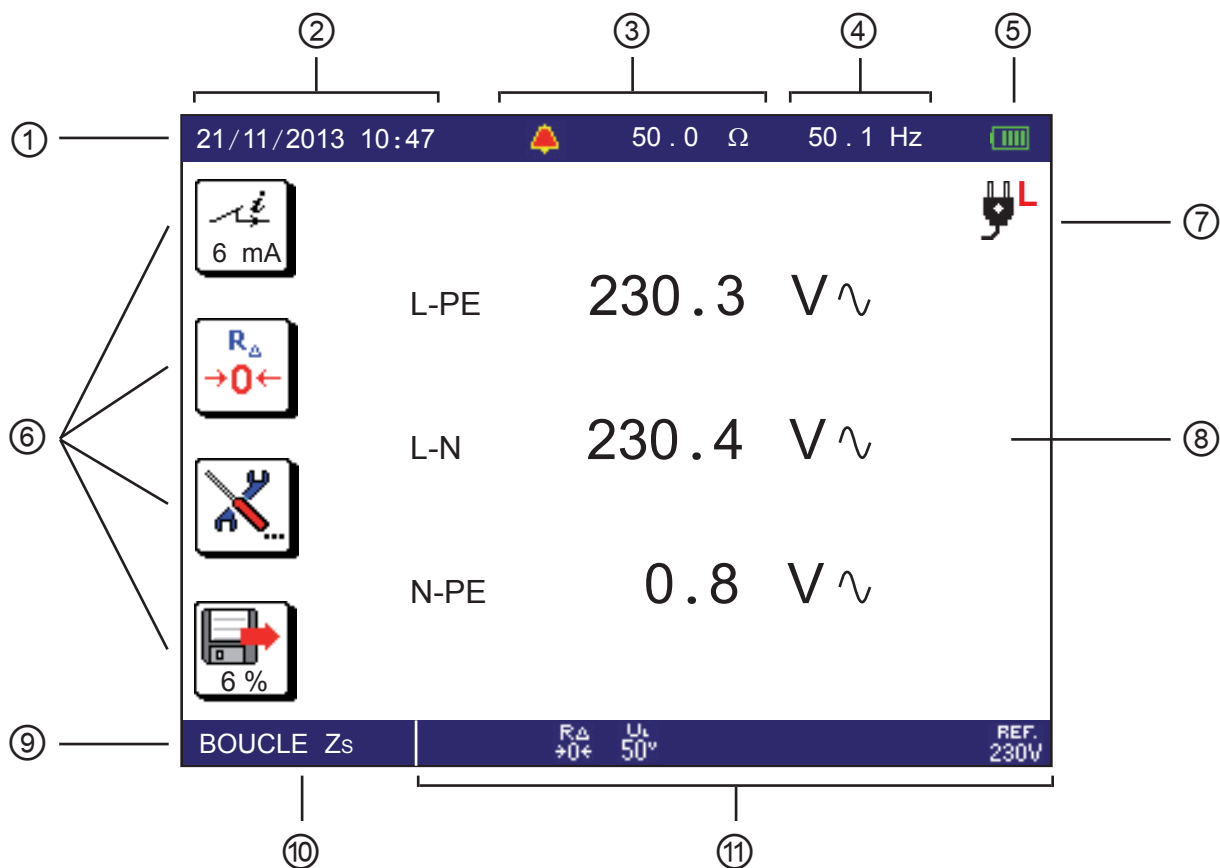 ② ③ ④ ⑤
① 21/11/2013 10:47 50.0 Ω 50.1 Hz
i
6 mA
L ⑦
L-PE 230.3 V
RΔ
→0←
⑥ L-N 230.4 V ⑧
...
N-PE 0.8 V
6 %
⑨ BOUCLE Zs RΔ →0← UL 50V REF. 230V
⑩ ⑪